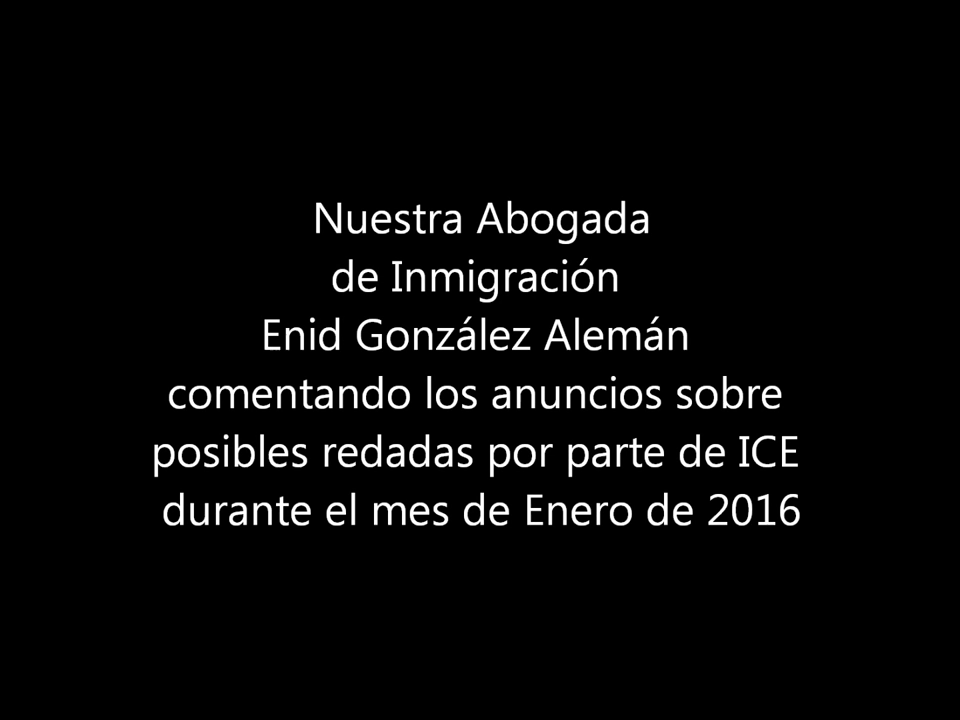 Nuestra Abogada
de Inmigración
Enid González Alemán
comentando los anuncios sobre
posibles redadas por parte de ICE
durante el mes de Enero de 2016